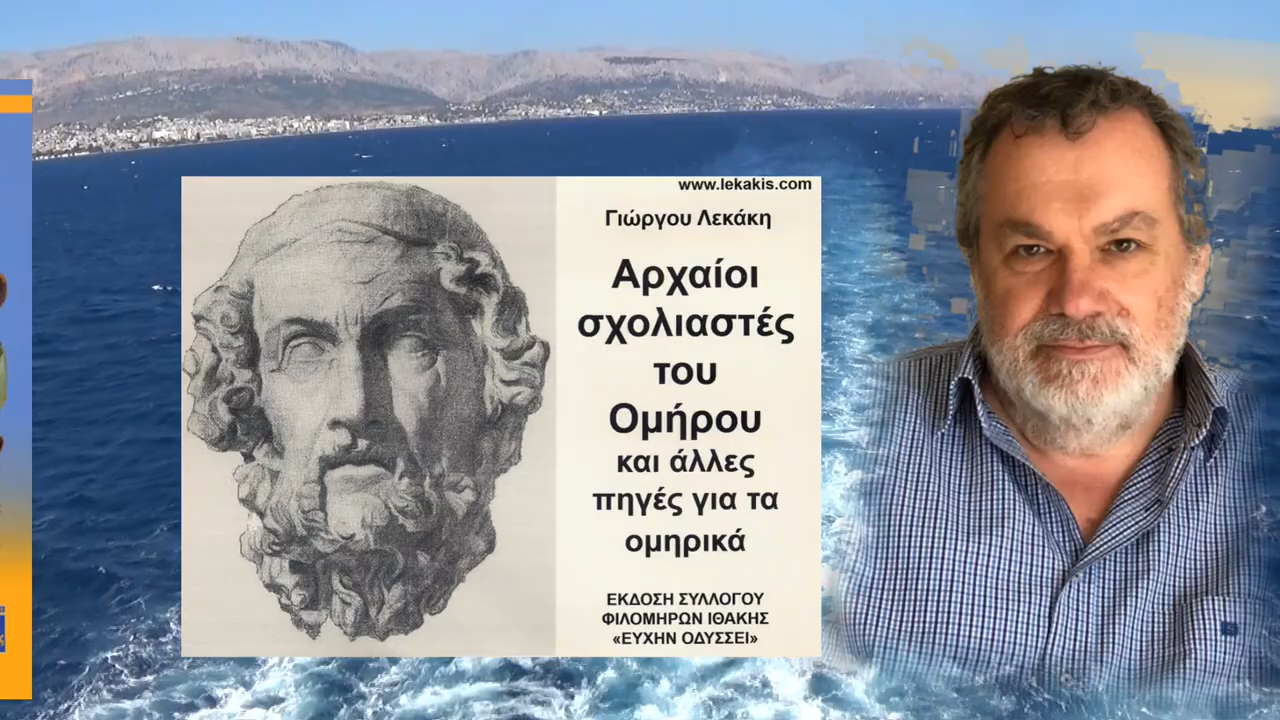 www.lekakis.com
Γιώργου Λεκάκη
Αρχαίοι
σχολιαστές
του
Ομήρου
και άλλες
πηγές για τα
ομηρικά
ΕΚΔΟΣΗ ΣΥΛΛΟΓΟΥ
ΦΙΛΟΜΗΡΩΝ ΙΘΑΚΗΣ
«ΕΥΧΗΝ ΟΔΥΣΣΕΙ»